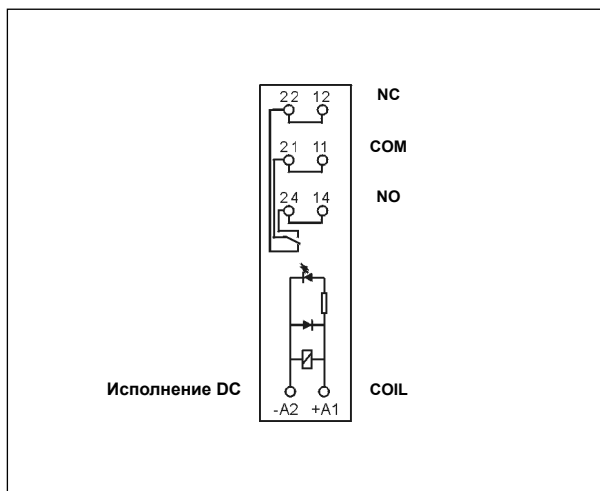 22 12 NC
21 11 COM
24 14 NO
Исполнение DC COIL
-A2 +A1